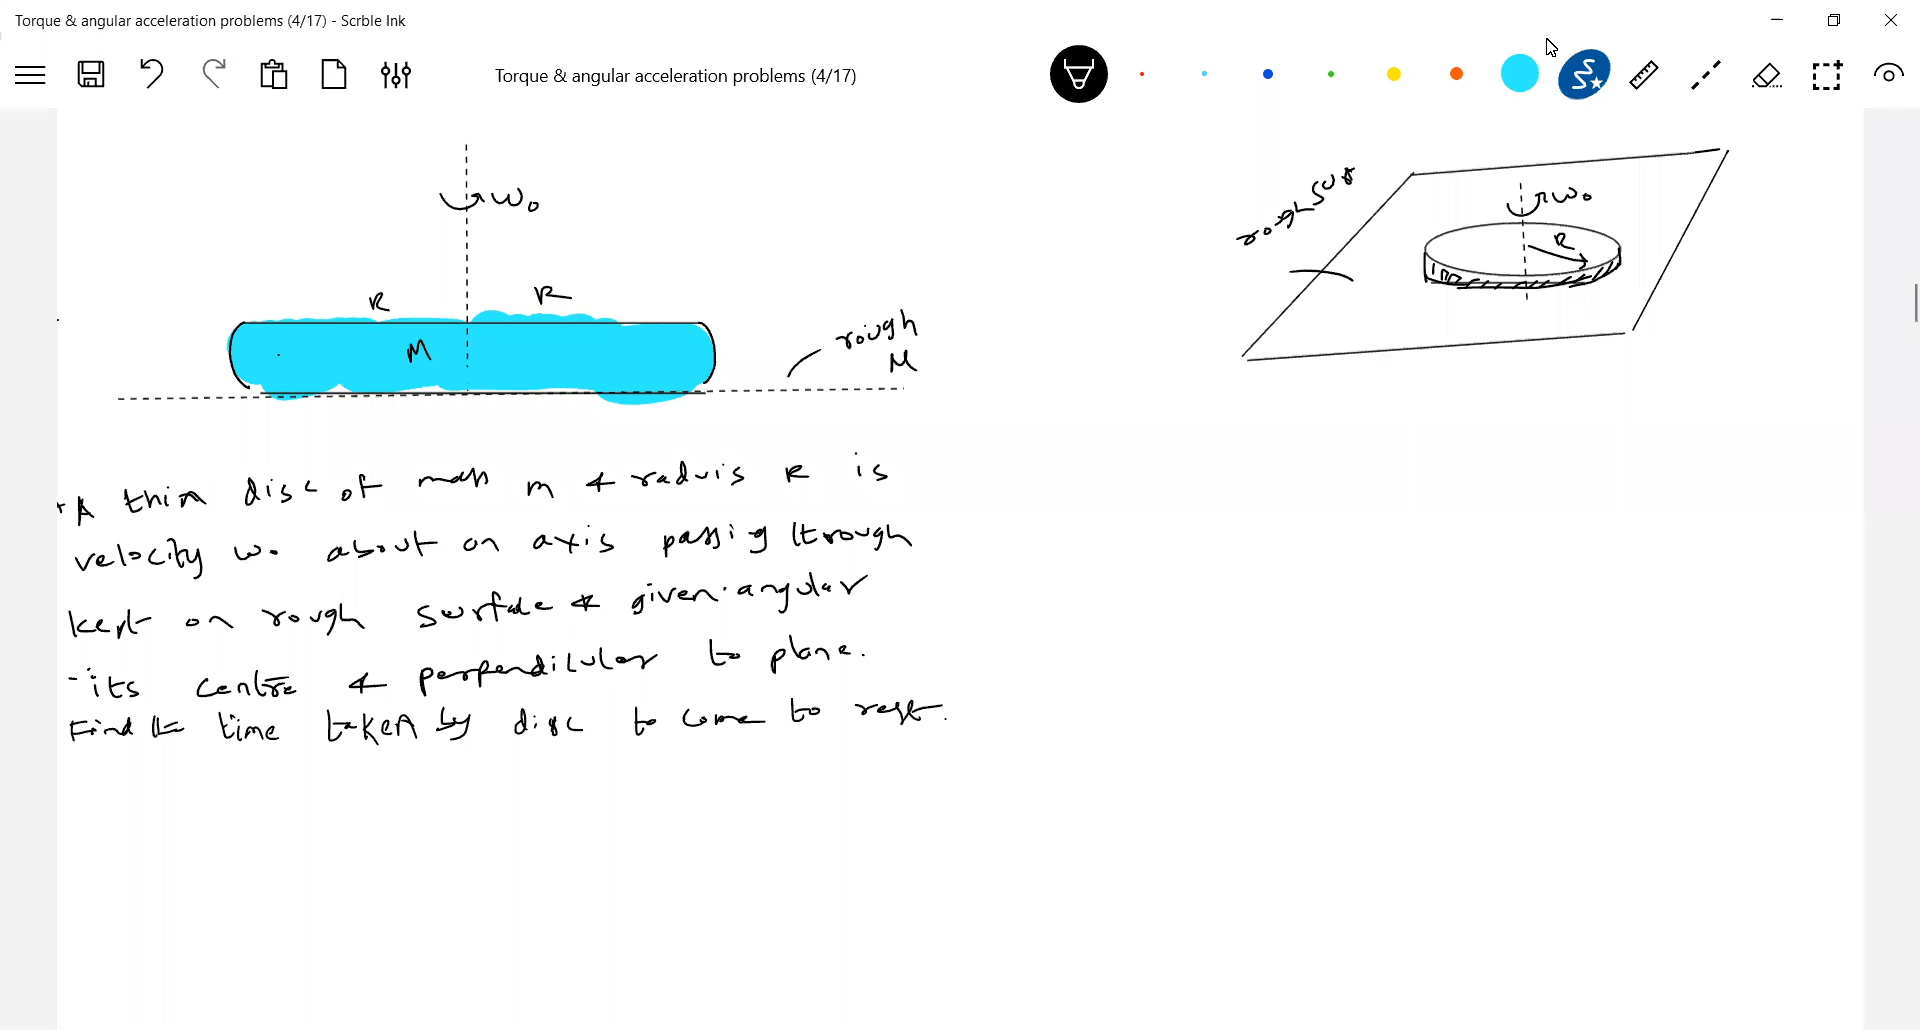 Torque & angular acceleration problems (4/17) - Scrble Ink
Torque & angular acceleration problems (4/17)
ω₀
R
R
M
rough
μ
rough sur
ω₀
R
A thin disc of mass m & radius R is
velocity ω₀ about an axis passing through
kept on rough surface & given angular
its centre & perpendicular to plane.
Find the time taken by disc to come to rest.